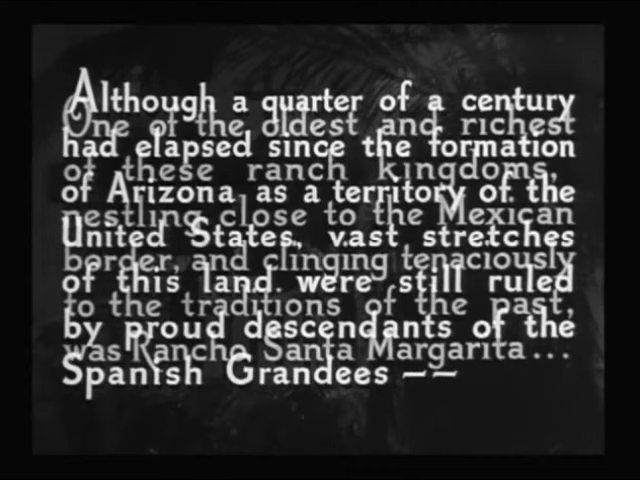 Although a quarter of a century
One of the oldest and richest
had elapsed since the formation
of these ranch kingdoms,
of Arizona as a territory of the
nestling close to the Mexican
United States, vast stretches
border, and clinging tenaciously
of this land were still ruled
to the traditions of the past,
by proud descendants of the
was Rancho Santa Margarita...
Spanish Grandees ——